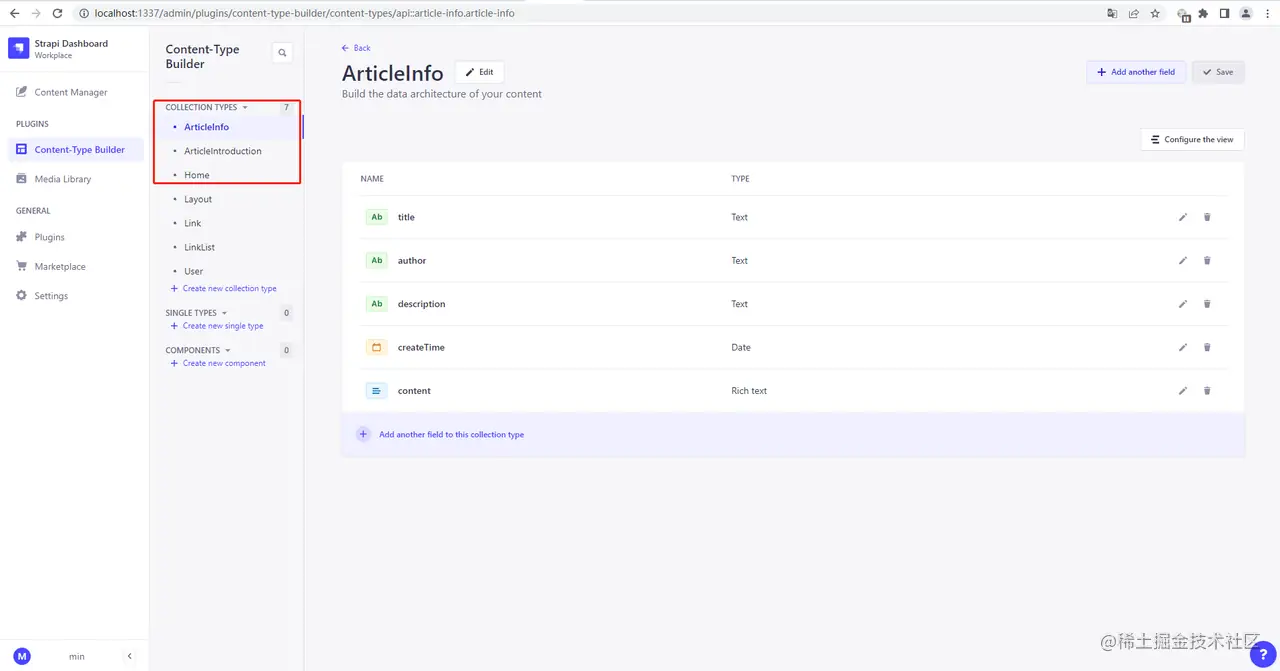 localhost:1337/admin/plugins/content-type-builder/content-types/api::article-info.article-info
Strapi Dashboard
Workplace
Content Manager
PLUGINS
Content-Type Builder
Media Library
GENERAL
Plugins
Marketplace
Settings
M
min
Content-Type
Builder
COLLECTION TYPES 7
ArticleInfo
ArticleIntroduction
Home
Layout
Link
LinkList
User
Create new collection type
SINGLE TYPES 0
Create new single type
COMPONENTS 0
Create new component
Back
ArticleInfo
Edit
Add another field
Save
Build the data architecture of your content
Configure the view
NAME TYPE
Ab title Text
Ab author Text
Ab description Text
createTime Date
content Rich text
Add another field to this collection type
@稀土掘金技术社区
?